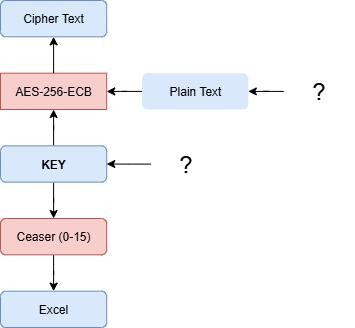 Cipher Text
AES-256-ECB
Plain Text
?
KEY
?
Ceaser (0-15)
Excel